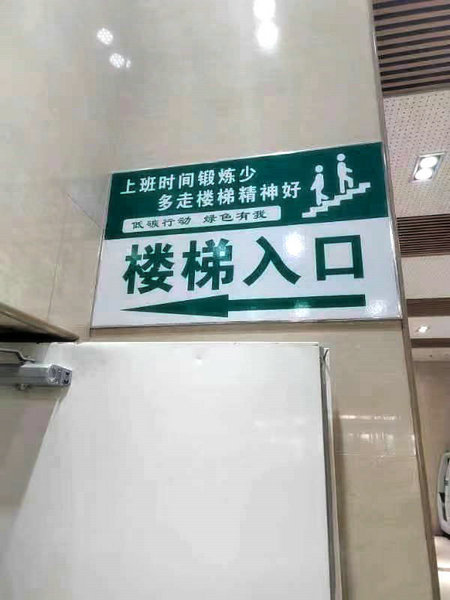 上班时间锻炼少
多走楼梯精神好
低碳行动 绿色有我
楼梯入口